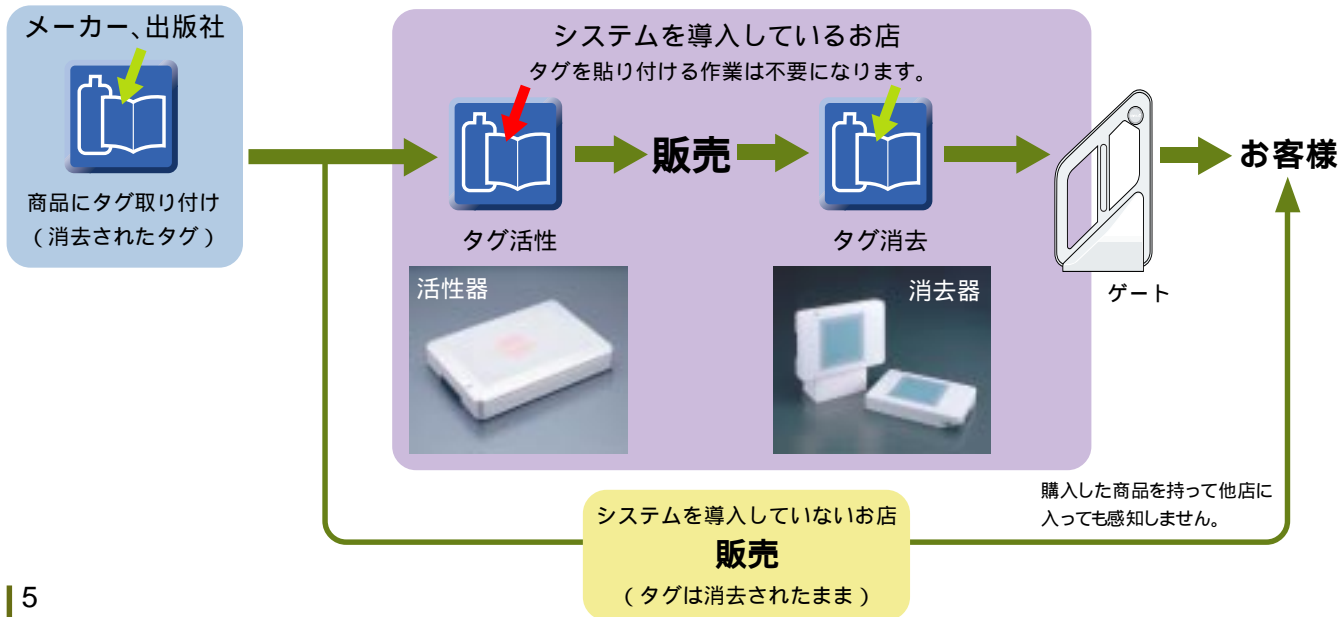 メーカー、出版社
商品にタグ取り付け
(消去されたタグ)
システムを導入しているお店
タグを貼り付ける作業は不要になります。
タグ活性
販売
タグ消去
活性器
消去器
ゲート
お客様
購入した商品を持って他店に
入っても感知しません。
システムを導入していないお店
販売
(タグは消去されたまま)
5